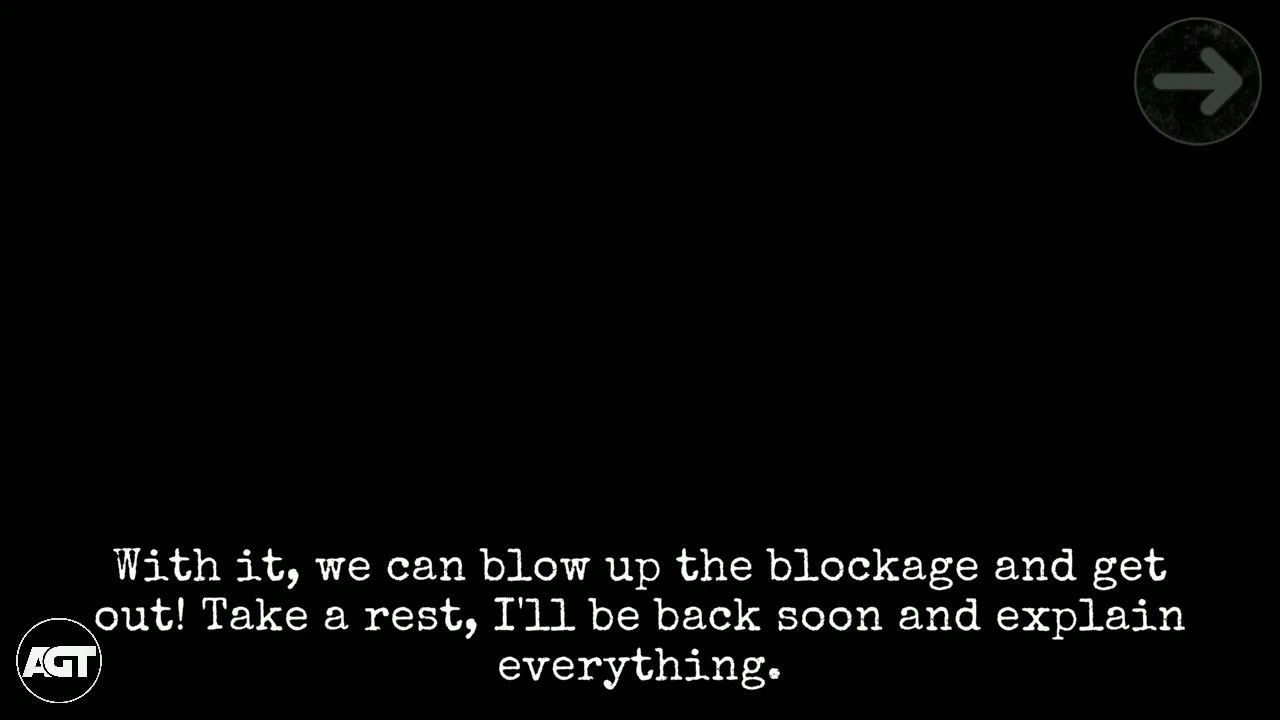 With it, we can blow up the blockage and get
out! Take a rest, I'll be back soon and explain
everything.
AGT